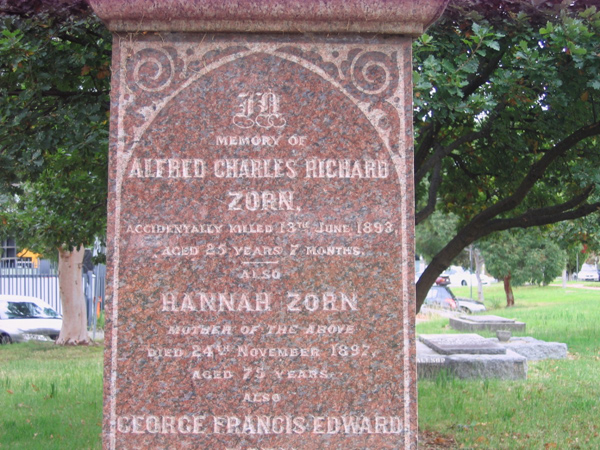 IN
MEMORY OF
ALFRED CHARLES RICHARD
ZORN.
ACCIDENTALLY KILLED 13TH JUNE 1893,
AGED 25 YEARS 7 MONTHS,
ALSO
HANNAH ZORN
MOTHER OF THE ABOVE
DIED 24TH NOVEMBER 1897,
AGED 75 YEARS.
ALSO
GEORGE FRANCIS EDWARD